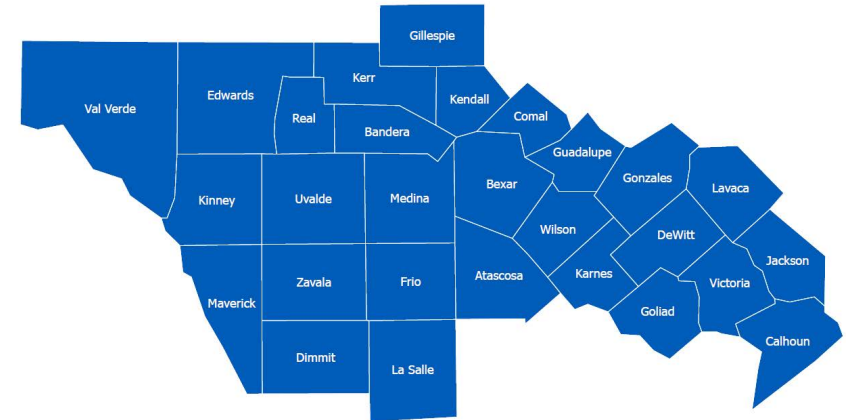 Gillespie
Kerr
Edwards
Kendall
Val Verde
Comal
Real
Bandera
Guadalupe
Gonzales
Bexar
Lavaca
Kinney
Uvalde
Medina
Wilson
DeWitt
Jackson
Karnes
Atascosa
Zavala
Frio
Victoria
Maverick
Goliad
Calhoun
Dimmit
La Salle